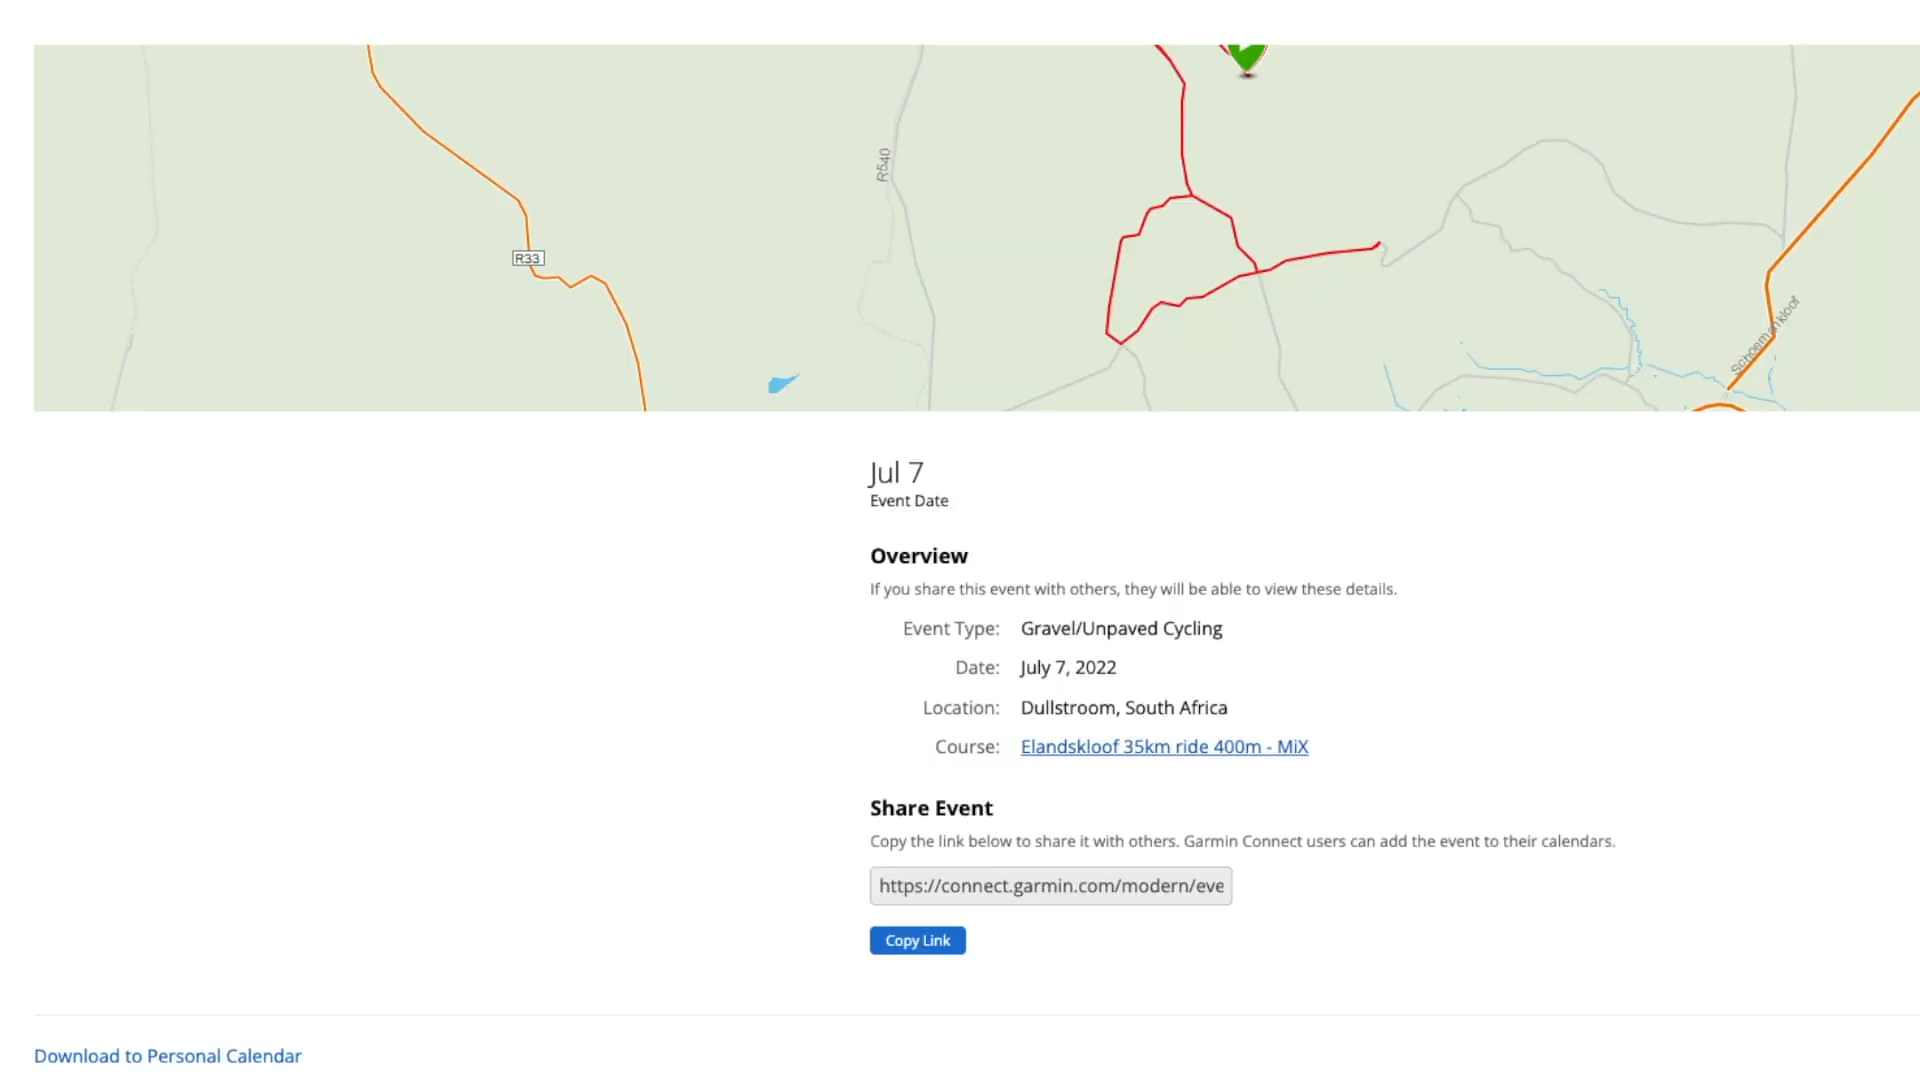 R540
R33
Schoemanskloof
Jul 7
Event Date
Overview
If you share this event with others, they will be able to view these details.
Event Type: Gravel/Unpaved Cycling
Date: July 7, 2022
Location: Dullstroom, South Africa
Course: Elandskloof 35km ride 400m - MiX
Share Event
Copy the link below to share it with others. Garmin Connect users can add the event to their calendars.
https://connect.garmin.com/modern/eve
Copy Link
Download to Personal Calendar